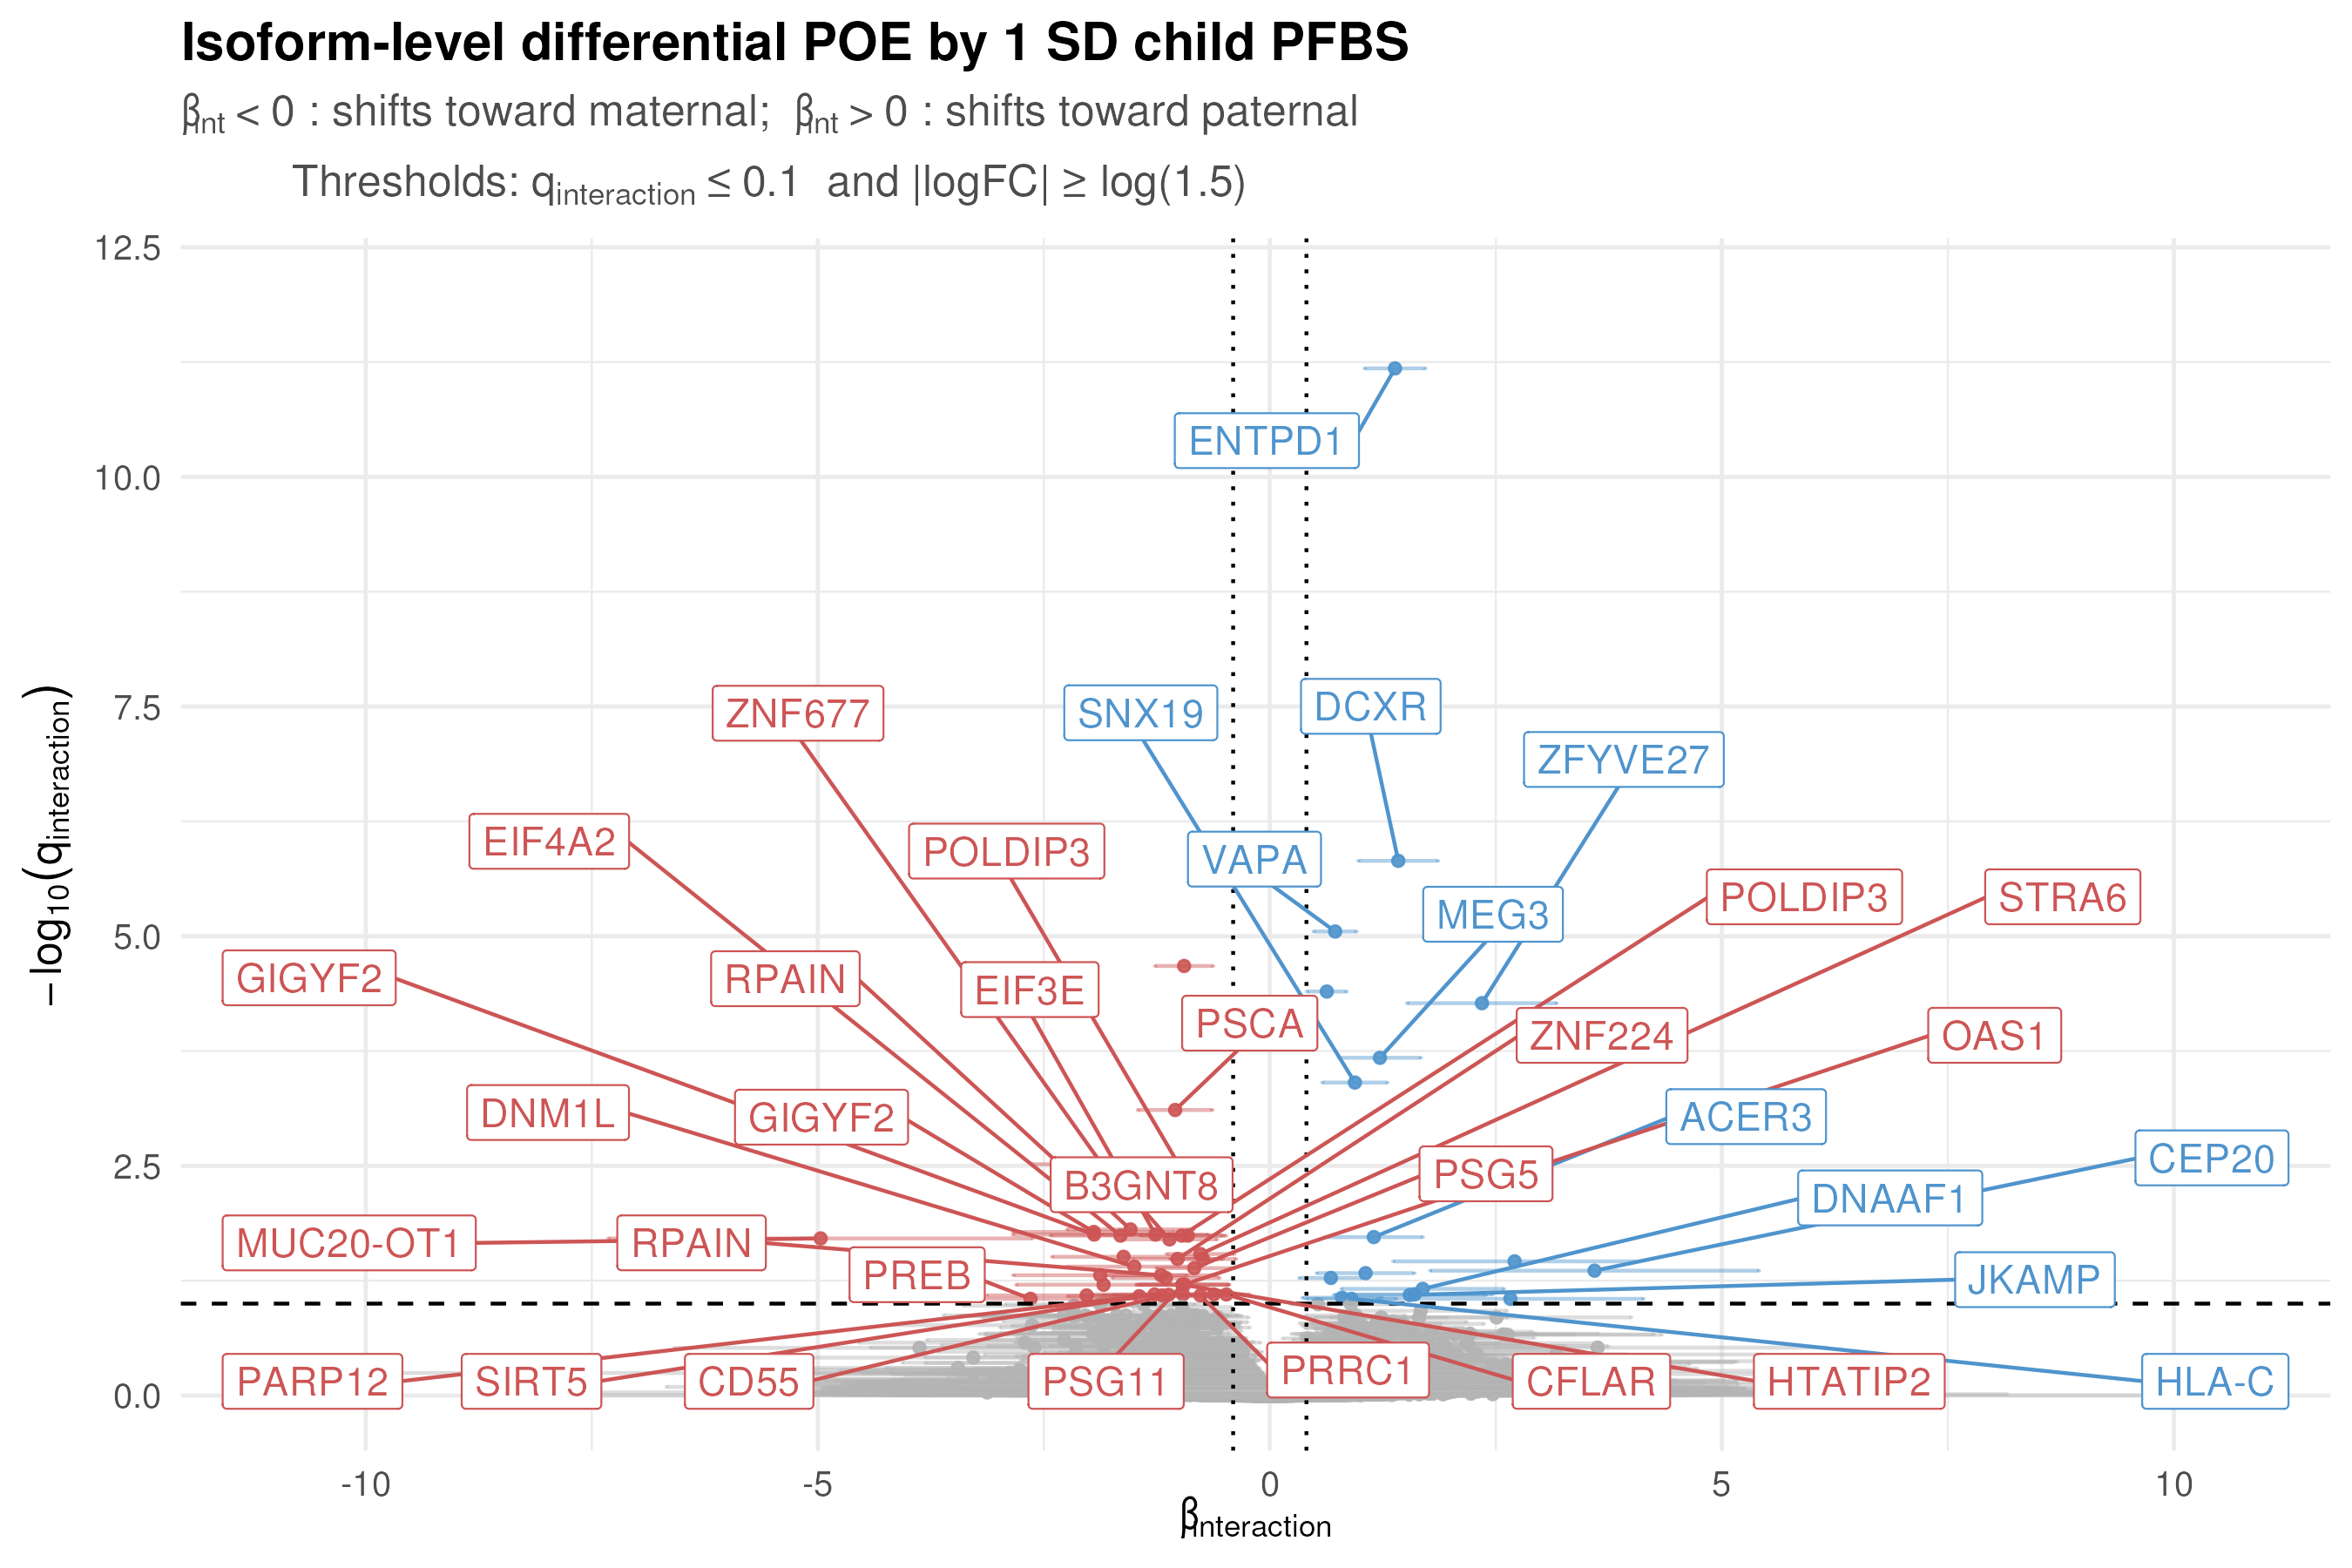 Isoform-level differential POE by 1 SD child PFBS
βint < 0 : shifts toward maternal; βint > 0 : shifts toward paternal
Thresholds: qinteraction ≤ 0.1 and |logFC| ≥ log(1.5)
12.5
ENTPD1
10.0
7.5
ZNF677
SNX19
DCXR
ZFYVE27
EIF4A2
POLDIP3
VAPA
POLDIP3
STRA6
MEG3
5.0
GIGYF2
RPAIN
EIF3E
PSCA
ZNF224
OAS1
DNM1L
GIGYF2
ACER3
2.5
B3GNT8
PSG5
CEP20
DNAAF1
MUC20-OT1
RPAIN
PREB
JKAMP
0.0
PARP12
SIRT5
CD55
PSG11
PRRC1
CFLAR
HTATIP2
HLA-C
-10
-5
0
5
10
βinteraction
−log10(qinteraction)